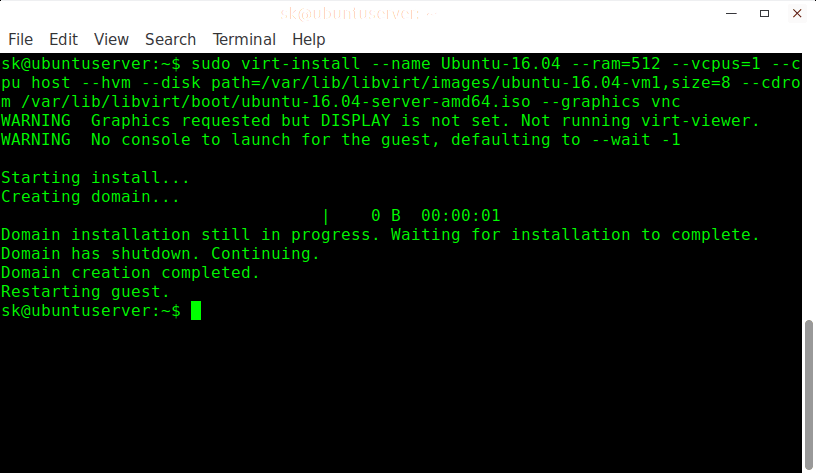 sk@ubuntuserver: ~
File Edit View Search Terminal Help
sk@ubuntuserver:~$ sudo virt-install --name Ubuntu-16.04 --ram=512 --vcpus=1 --c
pu host --hvm --disk path=/var/lib/libvirt/images/ubuntu-16.04-vm1,size=8 --cdro
m /var/lib/libvirt/boot/ubuntu-16.04-server-amd64.iso --graphics vnc
WARNING  Graphics requested but DISPLAY is not set. Not running virt-viewer.
WARNING  No console to launch for the guest, defaulting to --wait -1
Starting install...
Creating domain...
|    0 B  00:00:01
Domain installation still in progress. Waiting for installation to complete.
Domain has shutdown. Continuing.
Domain creation completed.
Restarting guest.
sk@ubuntuserver:~$